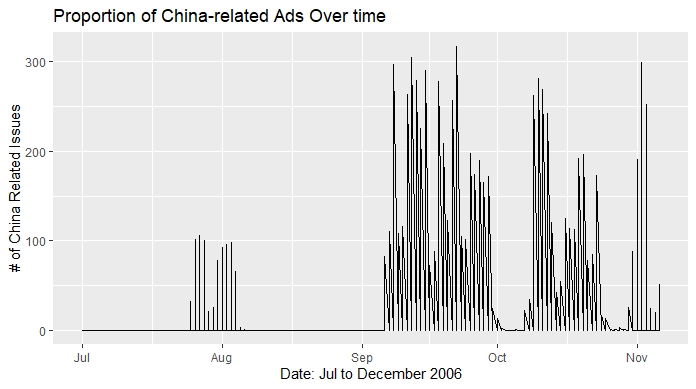 Proportion of China-related Ads Over time
# of China Related Issues
300
200
100
0
Jul Aug Sep Oct Nov
Date: Jul to December 2006